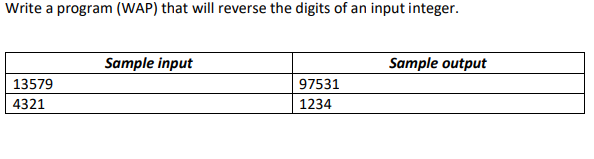 Write a program (WAP) that will reverse the digits of an input integer.
Sample input Sample output
13579 97531
4321 1234